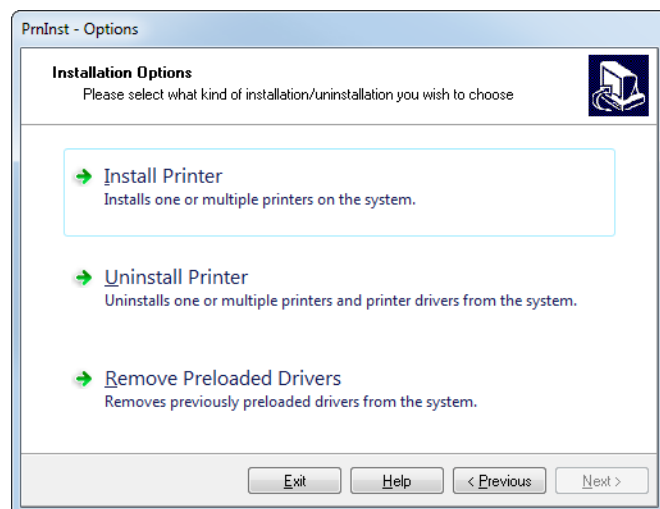 PrnInst - Options
Installation Options
Please select what kind of installation/uninstallation you wish to choose
Install Printer
Installs one or multiple printers on the system.
Uninstall Printer
Uninstalls one or multiple printers and printer drivers from the system.
Remove Preloaded Drivers
Removes previously preloaded drivers from the system.
Exit Help < Previous Next >